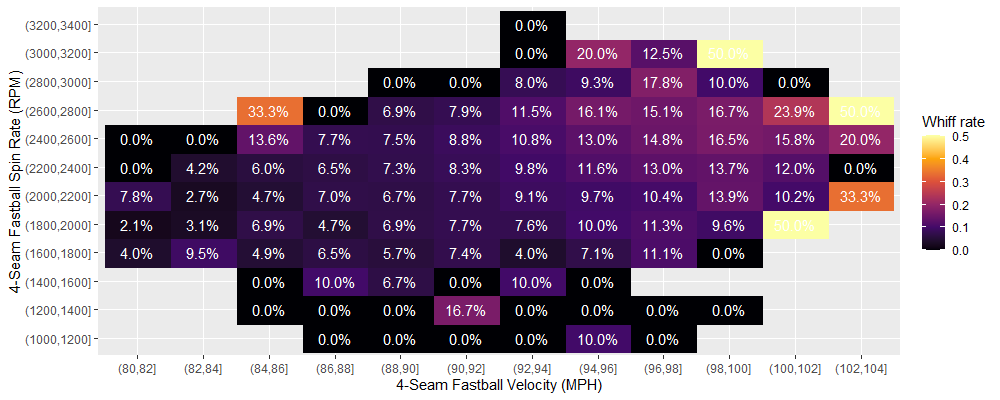 (3200,3400] 0.0%
(3000,3200] 0.0% 20.0% 12.5% 50.0%
(2800,3000] 0.0% 0.0% 8.0% 9.3% 17.8% 10.0% 0.0%
(2600,2800] 33.3% 0.0% 6.9% 7.9% 11.5% 16.1% 15.1% 16.7% 23.9% 50.0%
(2400,2600] 0.0% 0.0% 13.6% 7.7% 7.5% 8.8% 10.8% 13.0% 14.8% 16.5% 15.8% 20.0%
(2200,2400] 0.0% 4.2% 6.0% 6.5% 7.3% 8.3% 9.8% 11.6% 13.0% 13.7% 12.0% 0.0%
(2000,2200] 7.8% 2.7% 4.7% 7.0% 6.7% 7.7% 9.1% 9.7% 10.4% 13.9% 10.2% 33.3%
(1800,2000] 2.1% 3.1% 6.9% 4.7% 6.9% 7.7% 7.6% 10.0% 11.3% 9.6% 50.0%
(1600,1800] 4.0% 9.5% 4.9% 6.5% 5.7% 7.4% 4.0% 7.1% 11.1% 0.0%
(1400,1600] 0.0% 10.0% 6.7% 0.0% 10.0% 0.0%
(1200,1400] 0.0% 0.0% 0.0% 16.7% 0.0% 0.0% 0.0% 0.0%
(1000,1200] 0.0% 0.0% 0.0% 0.0% 10.0% 0.0%
(80,82] (82,84] (84,86] (86,88] (88,90] (90,92] (92,94] (94,96] (96,98] (98,100] (100,102] (102,104]
4-Seam Fastball Velocity (MPH)
4-Seam Fastball Spin Rate (RPM)
Whiff rate
0.5
0.4
0.3
0.2
0.1
0.0